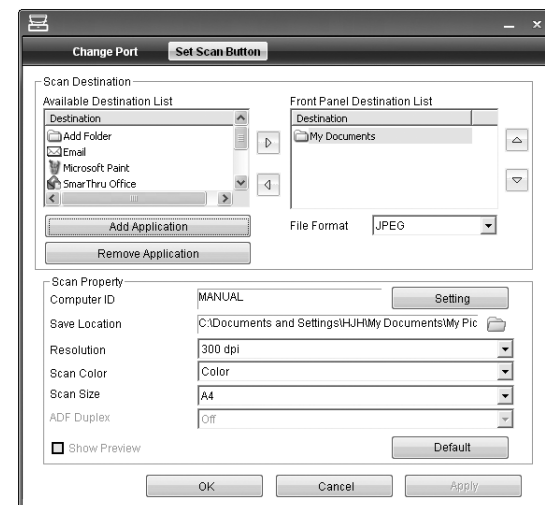 Change Port Set Scan Button
Scan Destination
Available Destination List
Destination
Add Folder
Email
Microsoft Paint
SmarThru Office
Add Application
Remove Application
Front Panel Destination List
Destination
My Documents
File Format JPEG
Scan Property
Computer ID MANUAL Setting
Save Location C:\Documents and Settings\HJH\My Documents\My Pic
Resolution 300 dpi
Scan Color Color
Scan Size A4
ADF Duplex Off
Show Preview Default
OK Cancel Apply